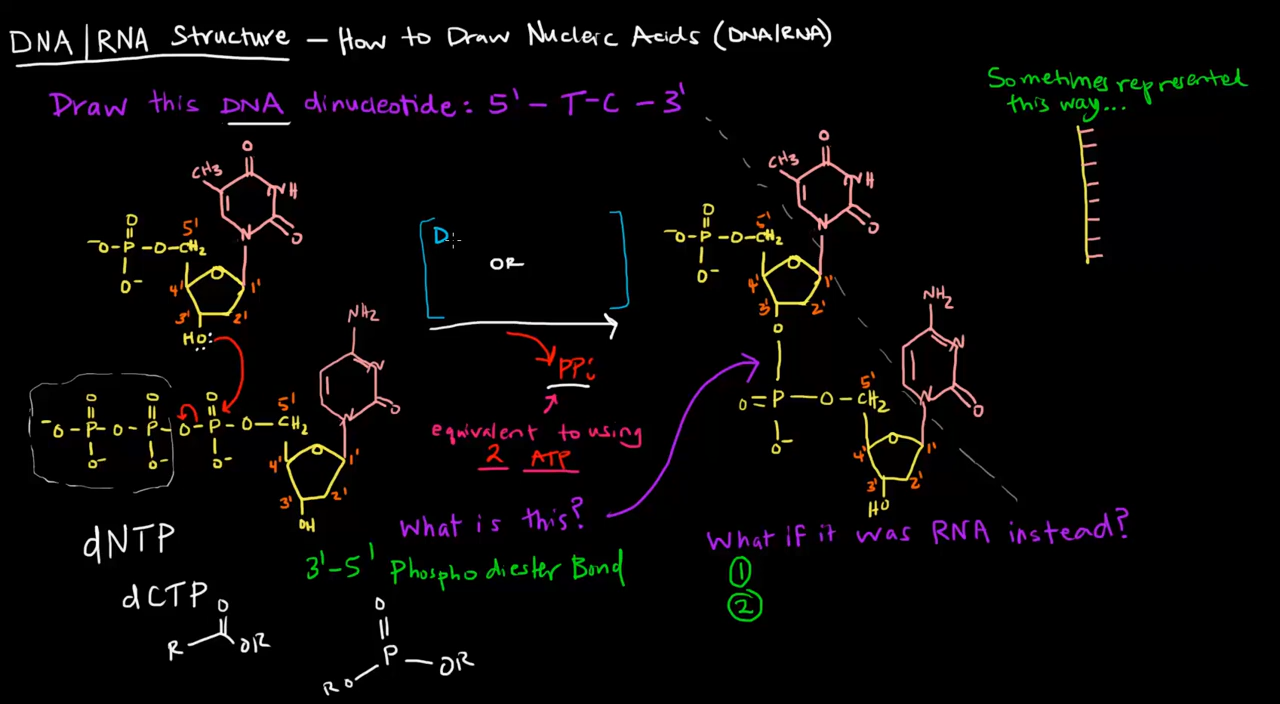 DNA/RNA Structure - How to Draw Nucleic Acids (DNA/RNA)
Draw this DNA dinucleotide: 5' - T-C - 3'
Sometimes represented
this way...
O
CH3
N H
N
O
O
-O-P-O-CH2
O-
5'
O
4'
1'
3'
2'
HO:
NH2
N
N
O
O O O
-O-P-O-P-O-P-O-CH2
O- O- O-
5'
O
4'
1'
3'
2'
OH
[D
OR
]
PPi
equivalent to using
2 ATP
O
CH3
N H
N
O
O
-O-P-O-CH2
O-
5'
O
4'
1'
3'
2'
O
O=P-O-CH2
O-
5'
NH2
N
N
O
O
4'
1'
3'
2'
HO
What is this?
3'-5' Phosphodiester Bond
What if it was RNA instead?
1
2
dNTP
dCTP
O
R
OR
O
P
RO
OR